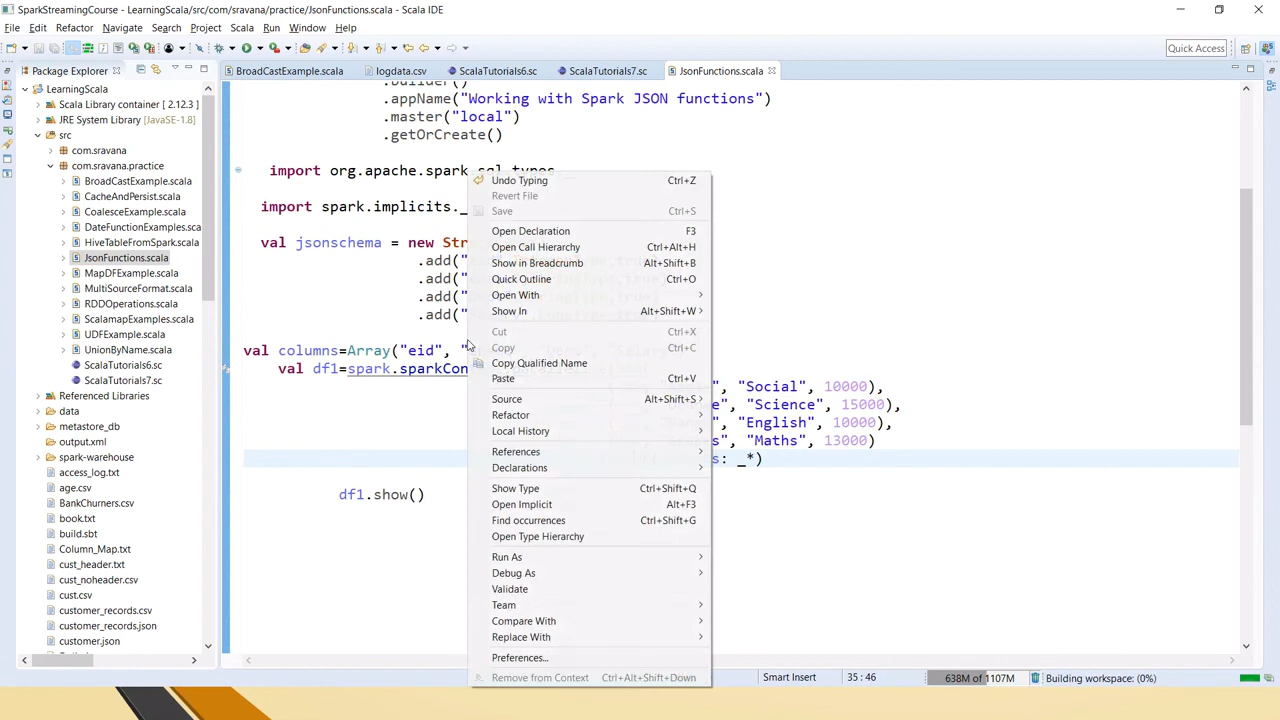 SparkStreamingCourse - LearningScala/src/com/sravana/practice/JsonFunctions.scala - Scala IDE
File Edit Refactor Navigate Search Project Scala Run Window Help
Quick Access
Package Explorer
BroadCastExample.scala logdata.csv ScalaTutorials6.sc ScalaTutorials7.sc JsonFunctions.scala
LearningScala
Scala Library container [ 2.12.3 ]
JRE System Library [JavaSE-1.8]
src
com.sravana
com.sravana.practice
BroadCastExample.scala
CacheAndPersist.scala
CoalesceExample.scala
DateFunctionExamples.scala
HiveTableFromSpark.scala
JsonFunctions.scala
MapDFExample.scala
MultiSourceFormat.scala
RDDOperations.scala
ScalamapExamples.scala
UDFExample.scala
UnionByName.scala
ScalaTutorials6.sc
ScalaTutorials7.sc
Referenced Libraries
data
metastore_db
output.xml
spark-warehouse
access_log.txt
age.csv
BankChurners.csv
book.txt
build.sbt
Column_Map.txt
cust_header.txt
cust_noheader.csv
cust.csv
customer_records.csv
customer_records.json
customer.json
.builder()
.appName("Working with Spark JSON functions")
.master("local")
.getOrCreate()
import org.apache.spark.sql.types._
import spark.implicits._
val jsonschema = new Str
.add("
.add("
.add("
.add("
val columns=Array("eid", "
val df1=spark.sparkCon
", "Social", 10000),
", "Science", 15000),
", "English", 10000),
s", "Maths", 13000)
s: _*)
df1.show()
Undo Typing Ctrl+Z
Revert File
Save Ctrl+S
Open Declaration F3
Open Call Hierarchy Ctrl+Alt+H
Show in Breadcrumb Alt+Shift+B
Quick Outline Ctrl+O
Open With
Show In Alt+Shift+W
Cut Ctrl+X
Copy Ctrl+C
Copy Qualified Name
Paste Ctrl+V
Source Alt+Shift+S
Refactor
Local History
References
Declarations
Show Type Ctrl+Shift+Q
Open Implicit Alt+F3
Find occurrences Ctrl+Shift+G
Open Type Hierarchy
Run As
Debug As
Validate
Team
Compare With
Replace With
Preferences...
Remove from Context Ctrl+Alt+Shift+Down
Smart Insert 35 : 46 638M of 1107M Building workspace: (0%)